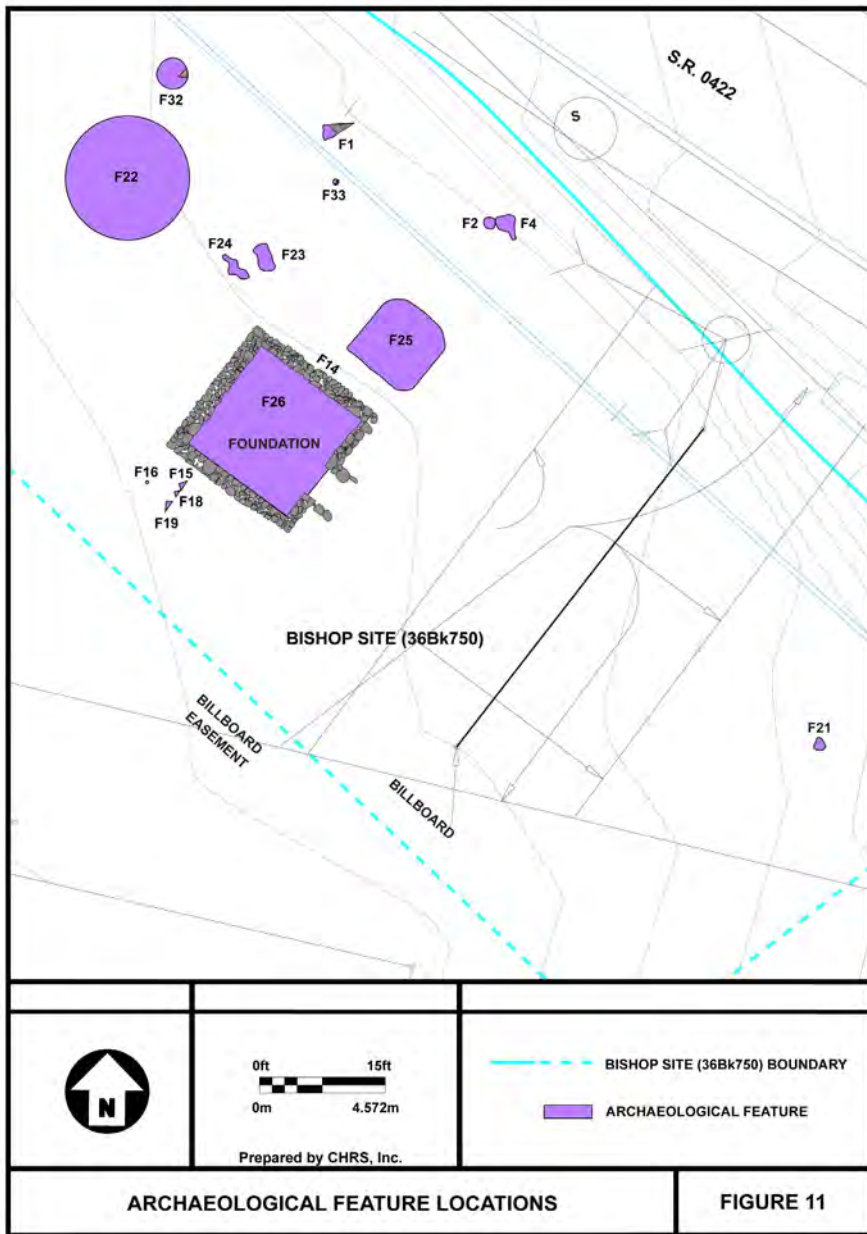 S.R. 0422
S
F32
F1
F22
F33
F2
F4
F24
F23
F25
F14
F26
FOUNDATION
F16
F15
F18
F19
BISHOP SITE (36Bk750)
BILLBOARD
EASEMENT
BILLBOARD
F21
N
0ft 15ft
0m 4.572m
Prepared by CHRS, Inc.
BISHOP SITE (36Bk750) BOUNDARY
ARCHAEOLOGICAL FEATURE
ARCHAEOLOGICAL FEATURE LOCATIONS
FIGURE 11